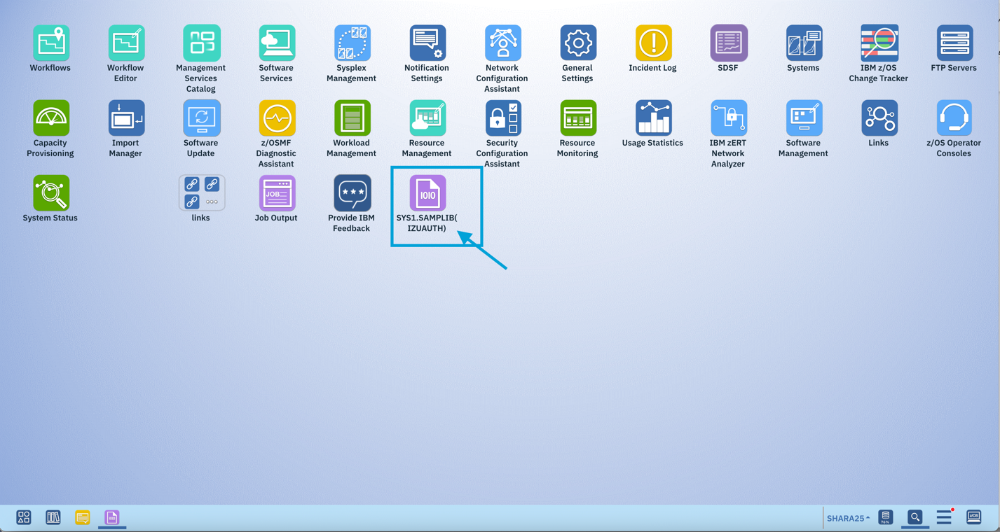 Workflows
Workflow
Editor
Management
Services
Catalog
Software
Services
Sysplex
Management
Notification
Settings
Network
Configuration
Assistant
General
Settings
Incident Log
SDSF
Systems
IBM z/OS
Change Tracker
FTP Servers
Capacity
Provisioning
Import
Manager
Software
Update
z/OSMF
Diagnostic
Assistant
Workload
Management
Resource
Management
Security
Configuration
Assistant
Resource
Monitoring
Usage Statistics
IBM zERT
Network
Analyzer
Software
Management
Links
z/OS Operator
Consoles
System Status
links
JOB
Job Output
Provide IBM
Feedback
IOIO
SYS1.SAMPLIB(
IZUAUTH)
IOIO
SHARA25
76%
z/OS